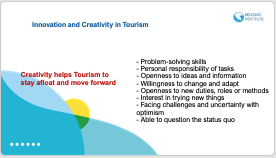 Innovation and Creativity in Tourism
MEKONG
INSTITUTE
Creativity helps Tourism to
stay afloat and move forward
- Problem-solving skills
- Personal responsibility of tasks
- Openness to ideas and information
- Willingness to change and adapt
- Openness to new duties, roles or methods
- Interest in trying new things
- Facing challenges and uncertainty with
optimism
- Able to question the status quo